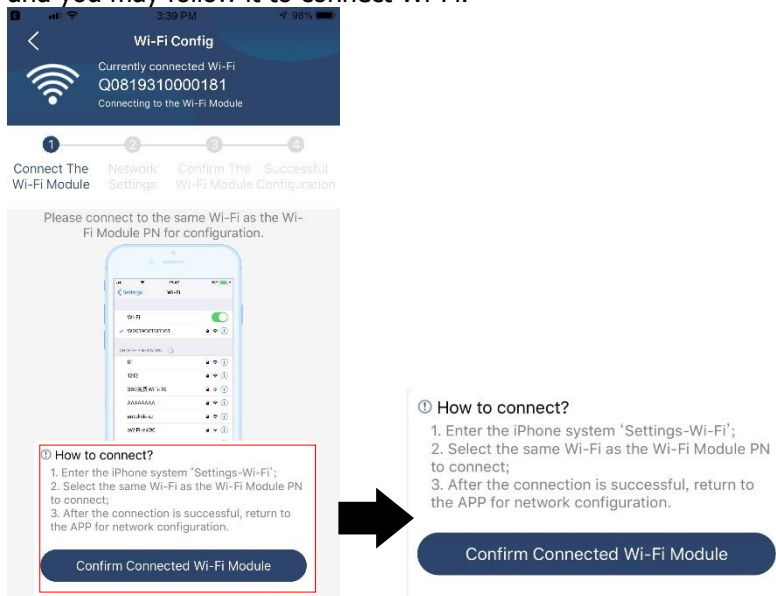 and you may follow it to connect Wi-Fi.
3:39 PM
98%
Wi-Fi Config
Currently connected Wi-Fi
Q0819310000181
Connecting to the Wi-Fi Module
1
2
3
4
Connect The Wi-Fi Module
Network Settings
Confirm The Wi-Fi Module
Successful Configuration
Please connect to the same Wi-Fi as the Wi-
Fi Module PN for configuration.
Settings
Wi-Fi
Wi-Fi
How to connect?
1. Enter the iPhone system ‘Settings-Wi-Fi’;
2. Select the same Wi-Fi as the Wi-Fi Module PN
to connect;
3. After the connection is successful, return to
the APP for network configuration.
Confirm Connected Wi-Fi Module
How to connect?
1. Enter the iPhone system ‘Settings-Wi-Fi’;
2. Select the same Wi-Fi as the Wi-Fi Module PN
to connect;
3. After the connection is successful, return to
the APP for network configuration.
Confirm Connected Wi-Fi Module